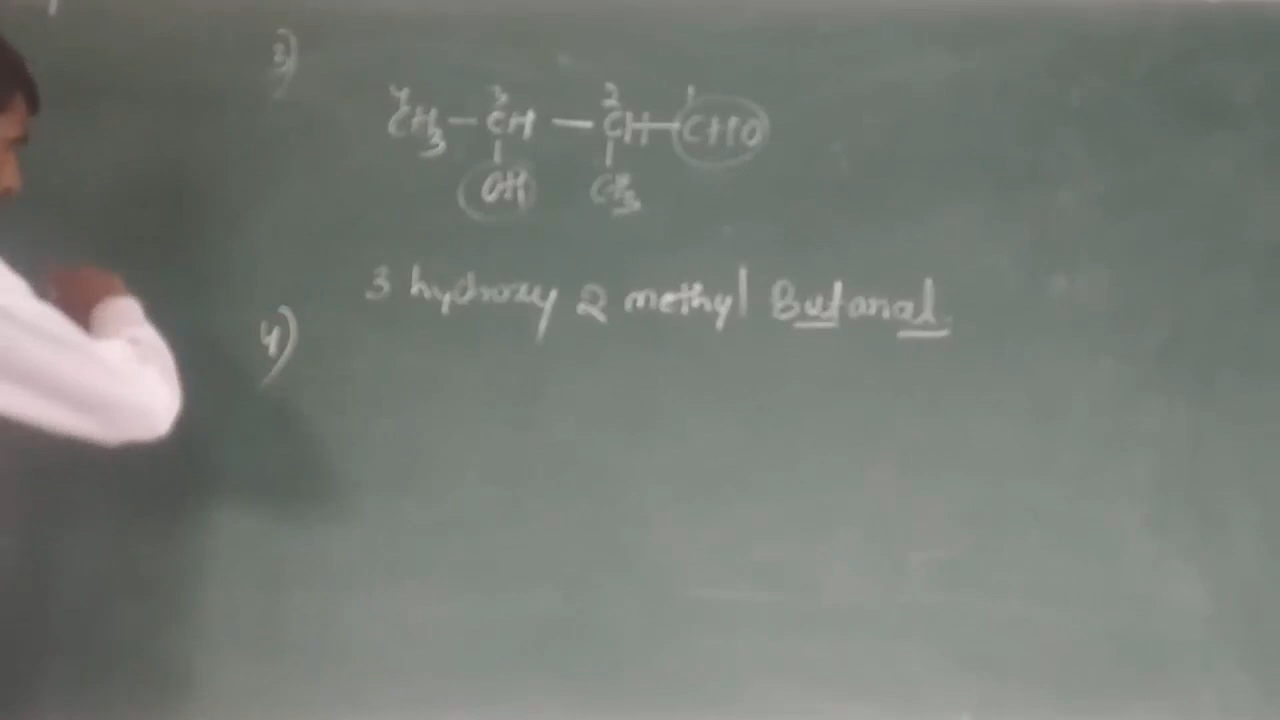 3)
4 3 2 1
CH3 — CH — CH — CHO
| |
OH CH3
3 hydroxy 2 methyl Butanal.
4)